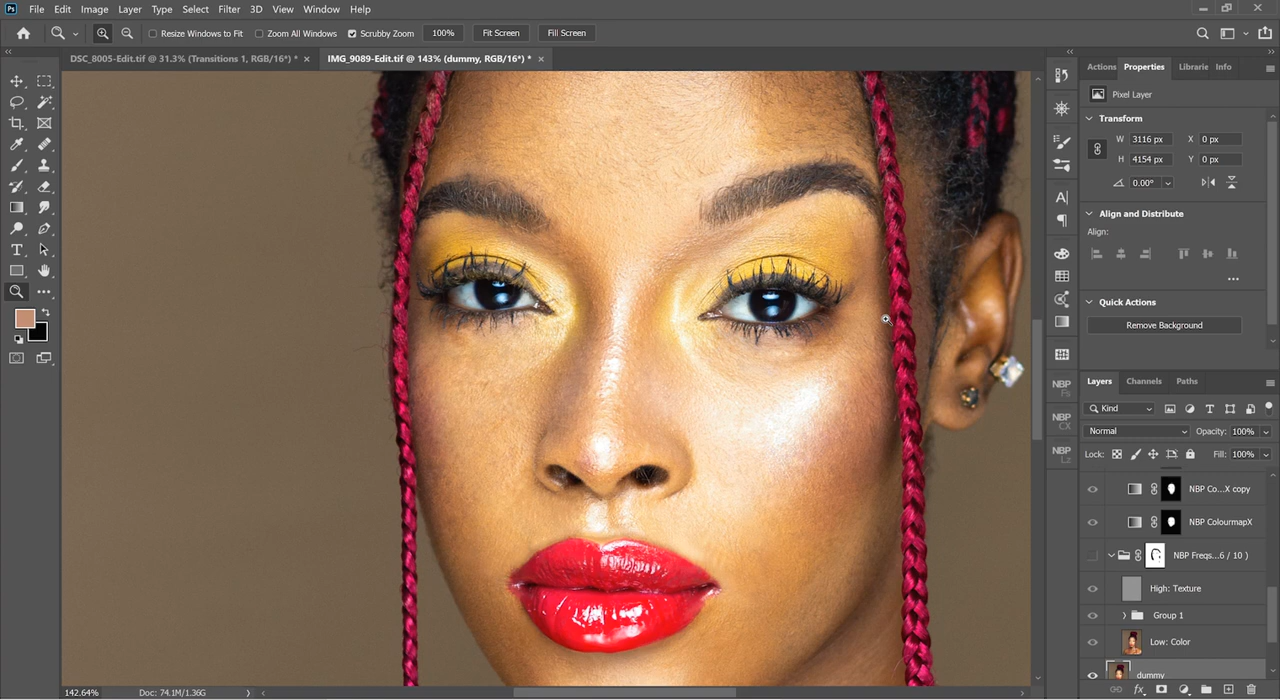 Ps File Edit Image Layer Type Select Filter 3D View Window Help
Resize Windows to Fit Zoom All Windows Scrubby Zoom 100% Fit Screen Fill Screen
DSC_8005-Edit.tif @ 31,3% (Transitions 1, RGB/16*) * × IMG_9089-Edit.tif @ 143% (dummy, RGB/16*) * ×
Actions Properties Librarie Info
Pixel Layer
Transform
W 3116 px X 0 px
H 4154 px Y 0 px
0.00°
Align and Distribute
Align:
Quick Actions
Remove Background
NBP Fs
NBP CX
NBP Lz
Layers Channels Paths
Kind
Normal Opacity: 100%
Lock: Fill: 100%
NBP Co...X copy
NBP ColourmapX
NBP Freqs...6 / 10 )
High: Texture
Group 1
Low: Color
dummy
142.64% Doc: 74.1M/1.36G